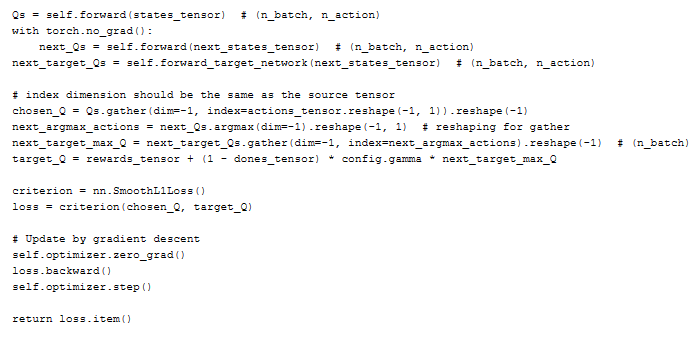 Qs = self.forward(states_tensor)  # (n_batch, n_action)
with torch.no_grad():
    next_Qs = self.forward(next_states_tensor)  # (n_batch, n_action)
next_target_Qs = self.forward_target_network(next_states_tensor)  # (n_batch, n_action)

# index dimension should be the same as the source tensor
chosen_Q = Qs.gather(dim=-1, index=actions_tensor.reshape(-1, 1)).reshape(-1)
next_argmax_actions = next_Qs.argmax(dim=-1).reshape(-1, 1)  # reshaping for gather
next_target_max_Q = next_target_Qs.gather(dim=-1, index=next_argmax_actions).reshape(-1)  # (n_batch)
target_Q = rewards_tensor + (1 - dones_tensor) * config.gamma * next_target_max_Q

criterion = nn.SmoothL1Loss()
loss = criterion(chosen_Q, target_Q)

# Update by gradient descent
self.optimizer.zero_grad()
loss.backward()
self.optimizer.step()

return loss.item()